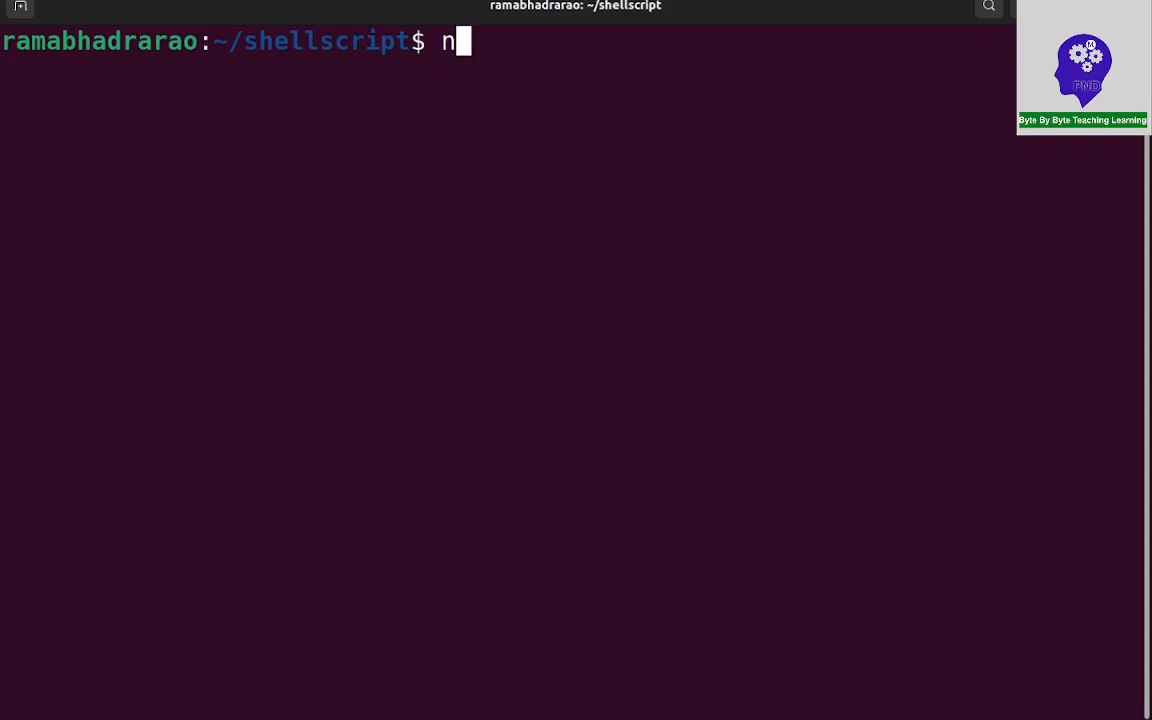 ramabhadrarao: ~/shellscript
ramabhadrarao:~/shellscript$ n
PND
Byte By Byte Teaching Learning